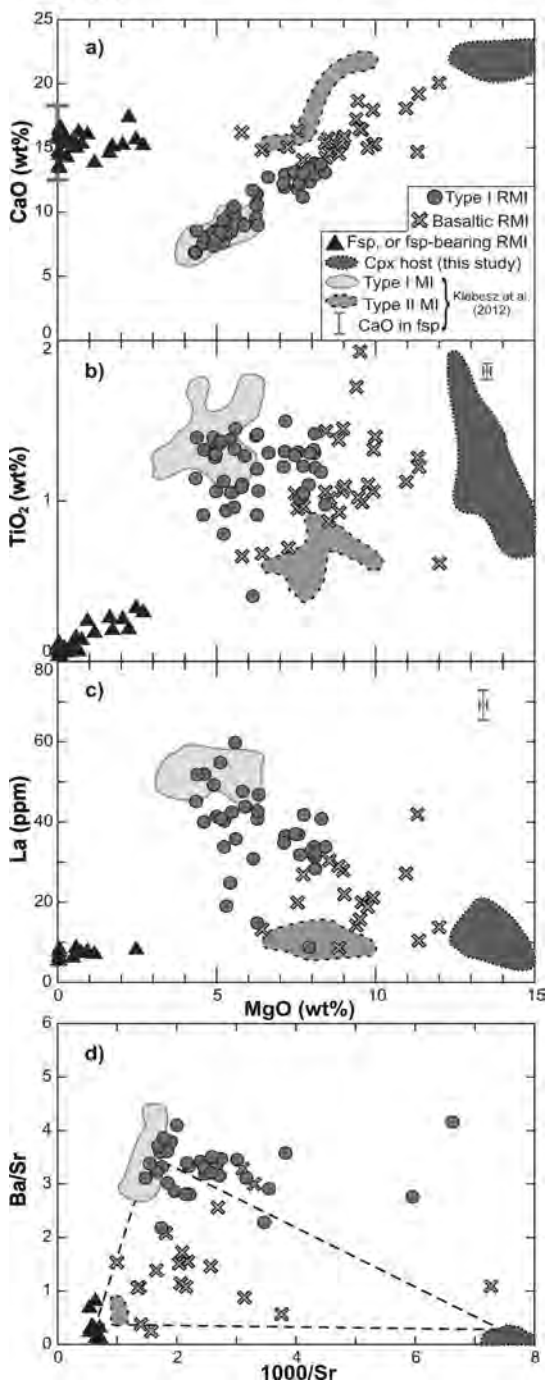 25
a)
20
15
10
5
0
CaO (wt%)
Type I RMI
Basaltic RMI
Fsp, or fsp-bearing RMI
Cpx host (this study)
Type I MI
Type II MI
CaO in fsp
Klebesz et al.
(2012)
2
b)
1
0
TiO2 (wt%)
80
c)
60
40
20
0
La (ppm)
0 5 10 15
MgO (wt%)
6
d)
5
4
3
2
1
0
Ba/Sr
0 2 4 6 8
1000/Sr